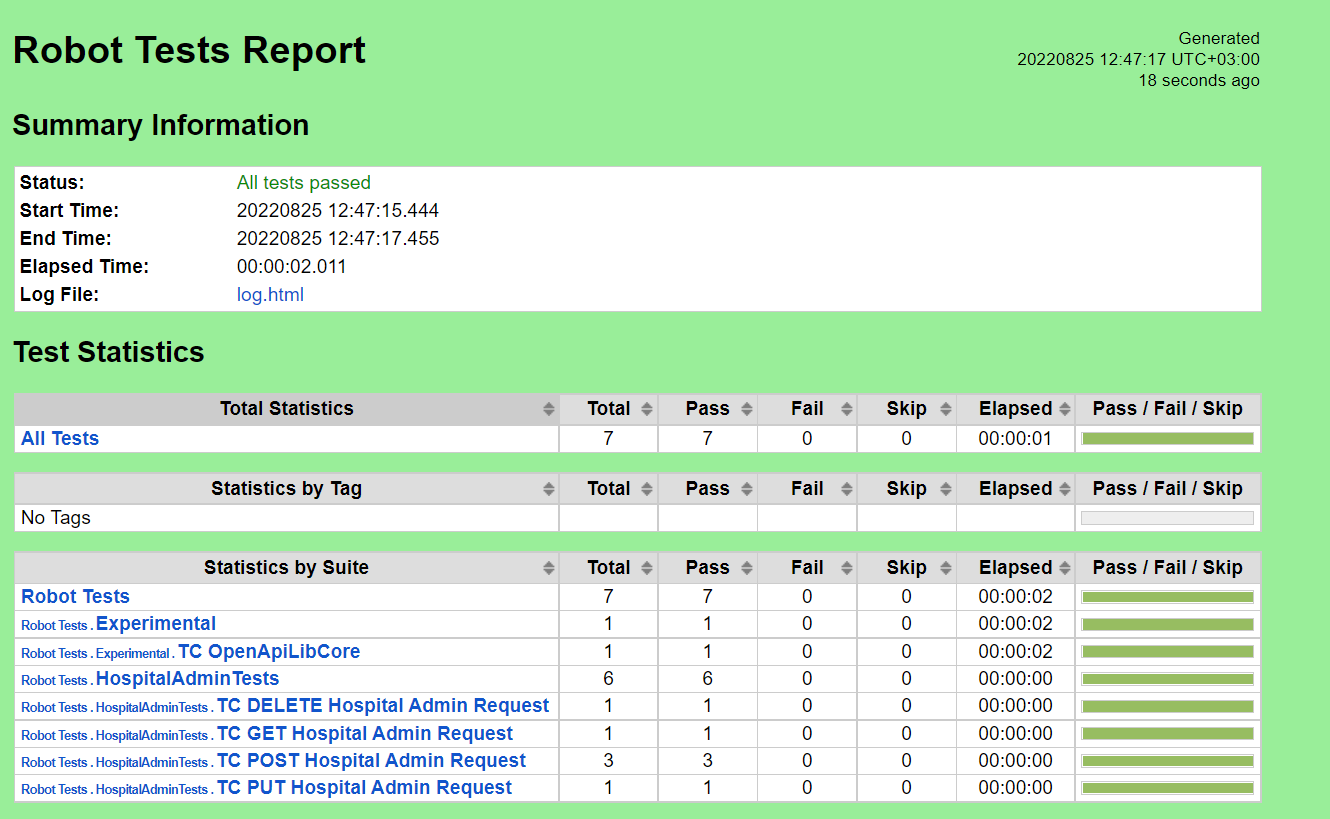 Robot Tests Report
Generated
20220825 12:47:17 UTC+03:00
18 seconds ago
Summary Information
Status: All tests passed
Start Time: 20220825 12:47:15.444
End Time: 20220825 12:47:17.455
Elapsed Time: 00:00:02.011
Log File: log.html
Test Statistics
Total Statistics Total Pass Fail Skip Elapsed Pass / Fail / Skip
All Tests 7 7 0 0 00:00:01
Statistics by Tag Total Pass Fail Skip Elapsed Pass / Fail / Skip
No Tags
Statistics by Suite Total Pass Fail Skip Elapsed Pass / Fail / Skip
Robot Tests 7 7 0 0 00:00:02
Robot Tests . Experimental 1 1 0 0 00:00:02
Robot Tests . Experimental . TC OpenApiLibCore 1 1 0 0 00:00:02
Robot Tests . HospitalAdminTests 6 6 0 0 00:00:00
Robot Tests . HospitalAdminTests . TC DELETE Hospital Admin Request 1 1 0 0 00:00:00
Robot Tests . HospitalAdminTests . TC GET Hospital Admin Request 1 1 0 0 00:00:00
Robot Tests . HospitalAdminTests . TC POST Hospital Admin Request 3 3 0 0 00:00:00
Robot Tests . HospitalAdminTests . TC PUT Hospital Admin Request 1 1 0 0 00:00:00